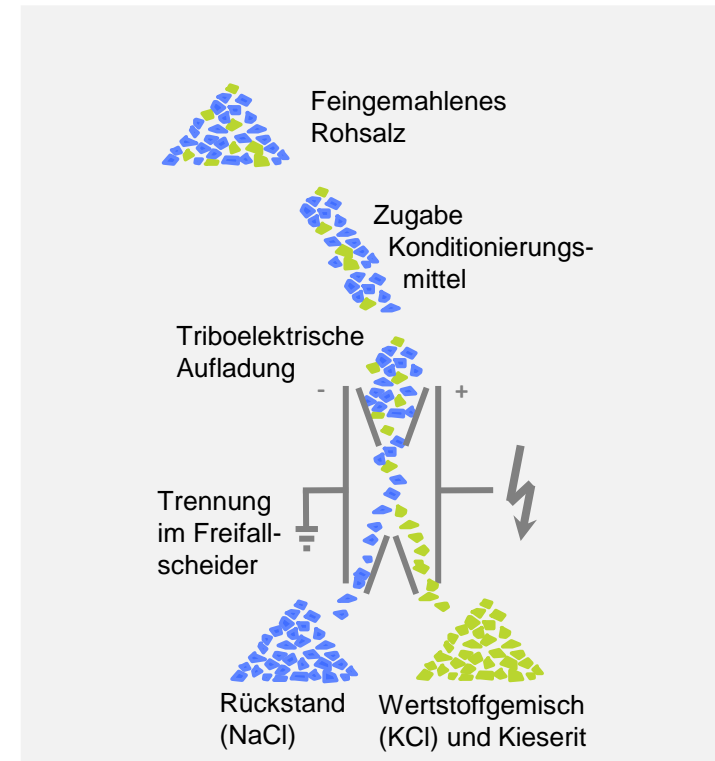 Feingemahlenes
Rohsalz
Zugabe
Konditionierungs-
mittel
Triboelektrische
Aufladung
- +
Trennung
im Freifall-
scheider
Rückstand
(NaCl)
Wertstoffgemisch
(KCl) und Kieserit